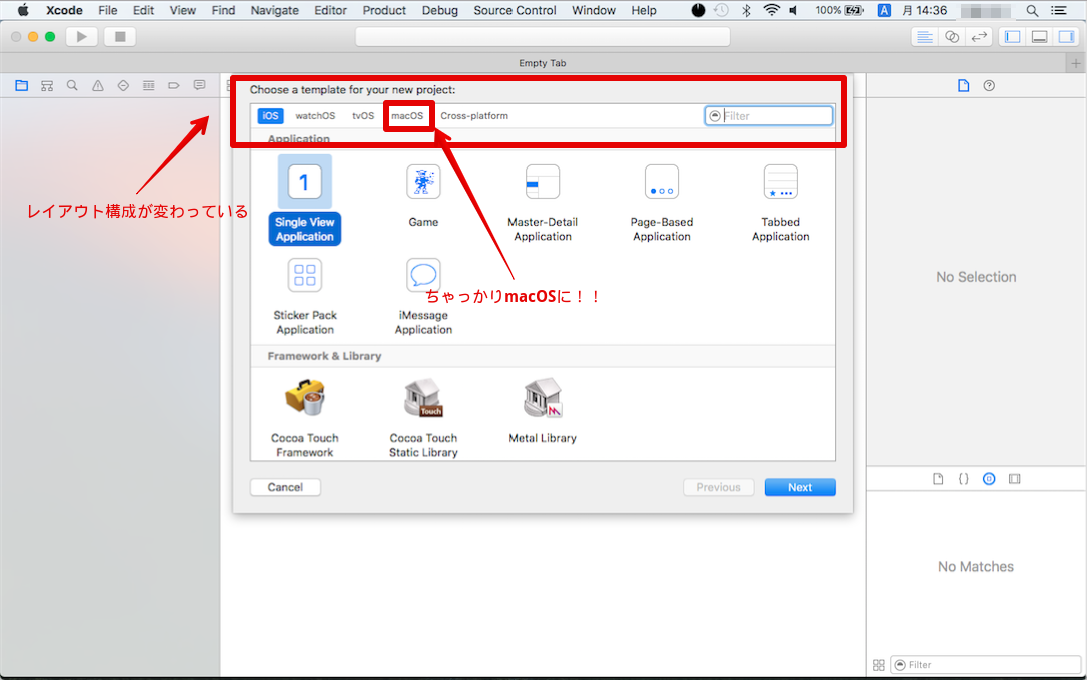 Xcode File Edit View Find Navigate Editor Product Debug Source Control Window Help 100% A 月 14:36
Empty Tab
Choose a template for your new project:
iOS watchOS tvOS macOS Cross-platform Filter
Application
レイアウト構成が変わっている
1
Single View Application
Game
Master-Detail Application
Page-Based Application
Tabbed Application
Sticker Pack Application
iMessage Application
ちゃっかりmacOSに！！
Framework & Library
Touch
Cocoa Touch Framework
Cocoa Touch Static Library
Metal Library
Cancel Previous Next
No Selection
{ }
No Matches
Filter